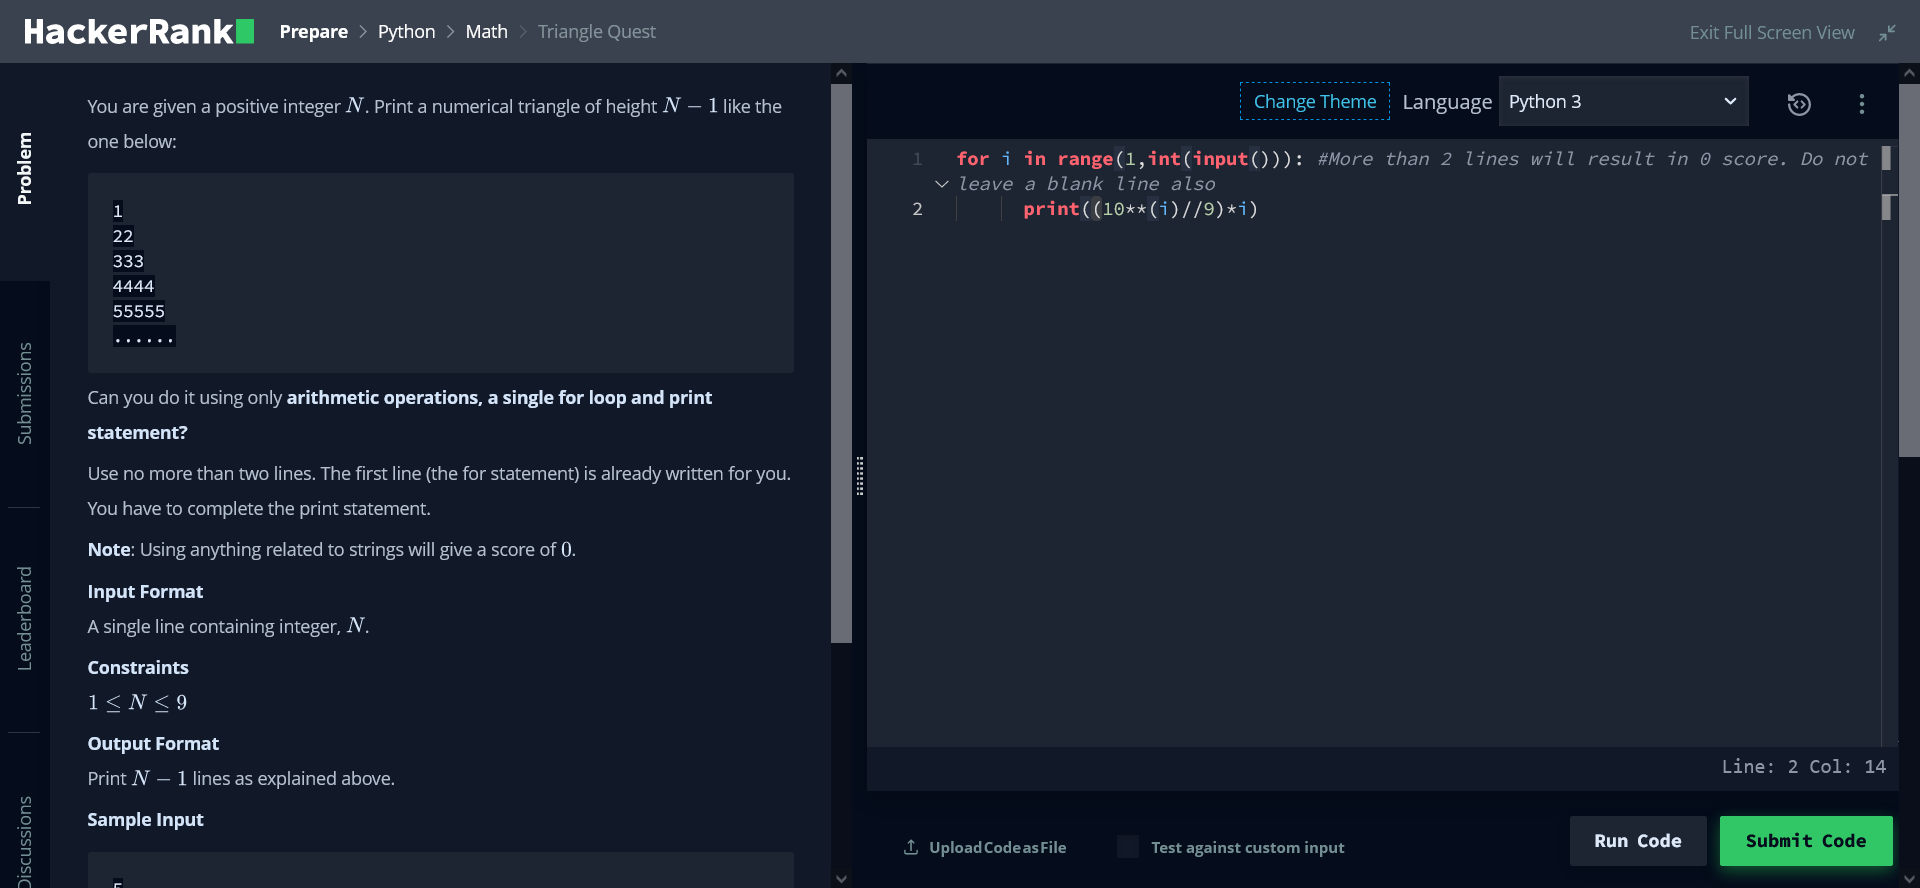 HackerRank Prepare > Python > Math > Triangle Quest
Exit Full Screen View
Problem
Submissions
Leaderboard
Discussions
You are given a positive integer N. Print a numerical triangle of height N − 1 like the
one below:
1
22
333
4444
55555
......
Can you do it using only arithmetic operations, a single for loop and print
statement?
Use no more than two lines. The first line (the for statement) is already written for you.
You have to complete the print statement.
Note: Using anything related to strings will give a score of 0.
Input Format
A single line containing integer, N.
Constraints
1 ≤ N ≤ 9
Output Format
Print N − 1 lines as explained above.
Sample Input
5
Change Theme Language Python 3
1 for i in range(1,int(input())): #More than 2 lines will result in 0 score. Do not
leave a blank line also
2 print((10**(i)//9)*i)
Line: 2 Col: 14
Upload Code as File Test against custom input
Run Code Submit Code